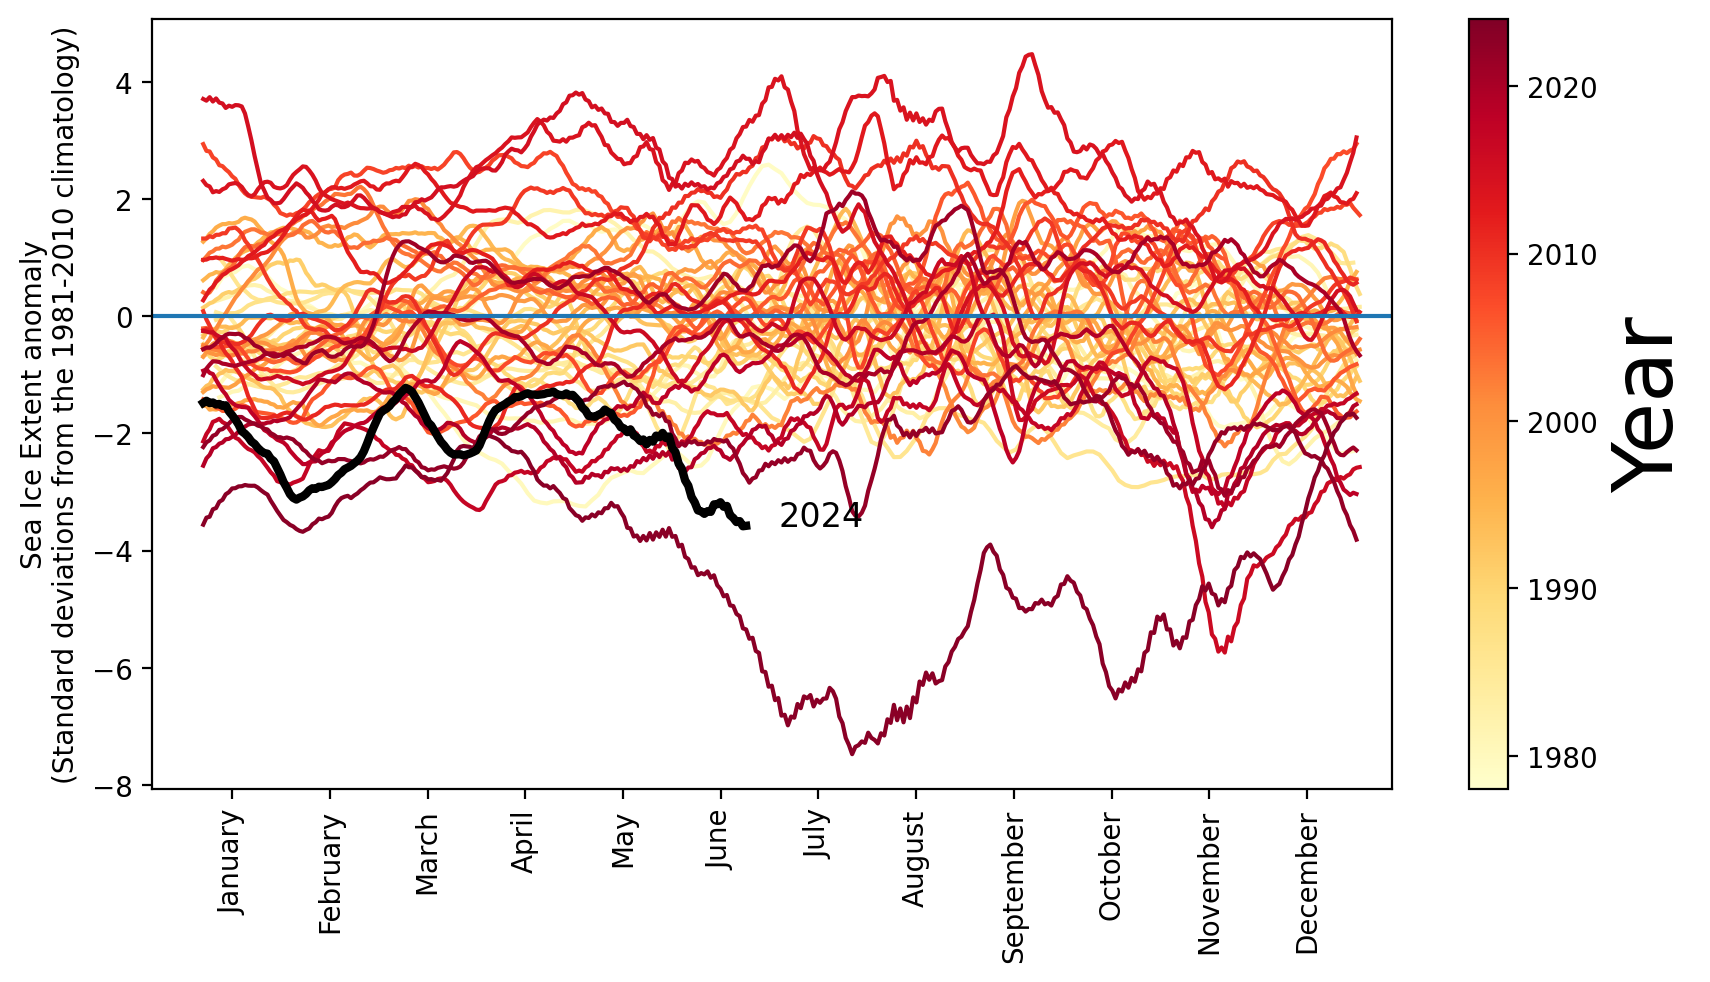 Sea Ice Extent anomaly
(Standard deviations from the 1981-2010 climatology)
4
2
0
−2
−4
−6
−8
January
February
March
April
May
June
July
August
September
October
November
December
2024
2020
2010
2000
1990
1980
Year